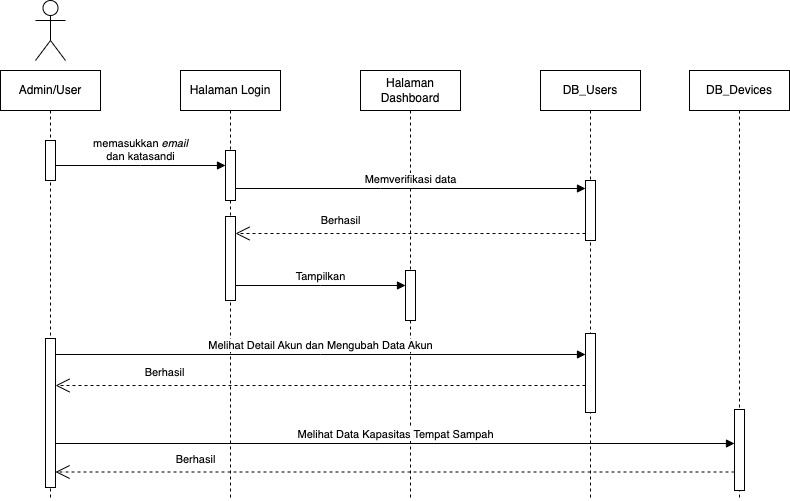 Admin/User
Halaman Login
Halaman
Dashboard
DB_Users
DB_Devices
memasukkan email
dan katasandi
Memverifikasi data
Berhasil
Tampilkan
Melihat Detail Akun dan Mengubah Data Akun
Berhasil
Melihat Data Kapasitas Tempat Sampah
Berhasil